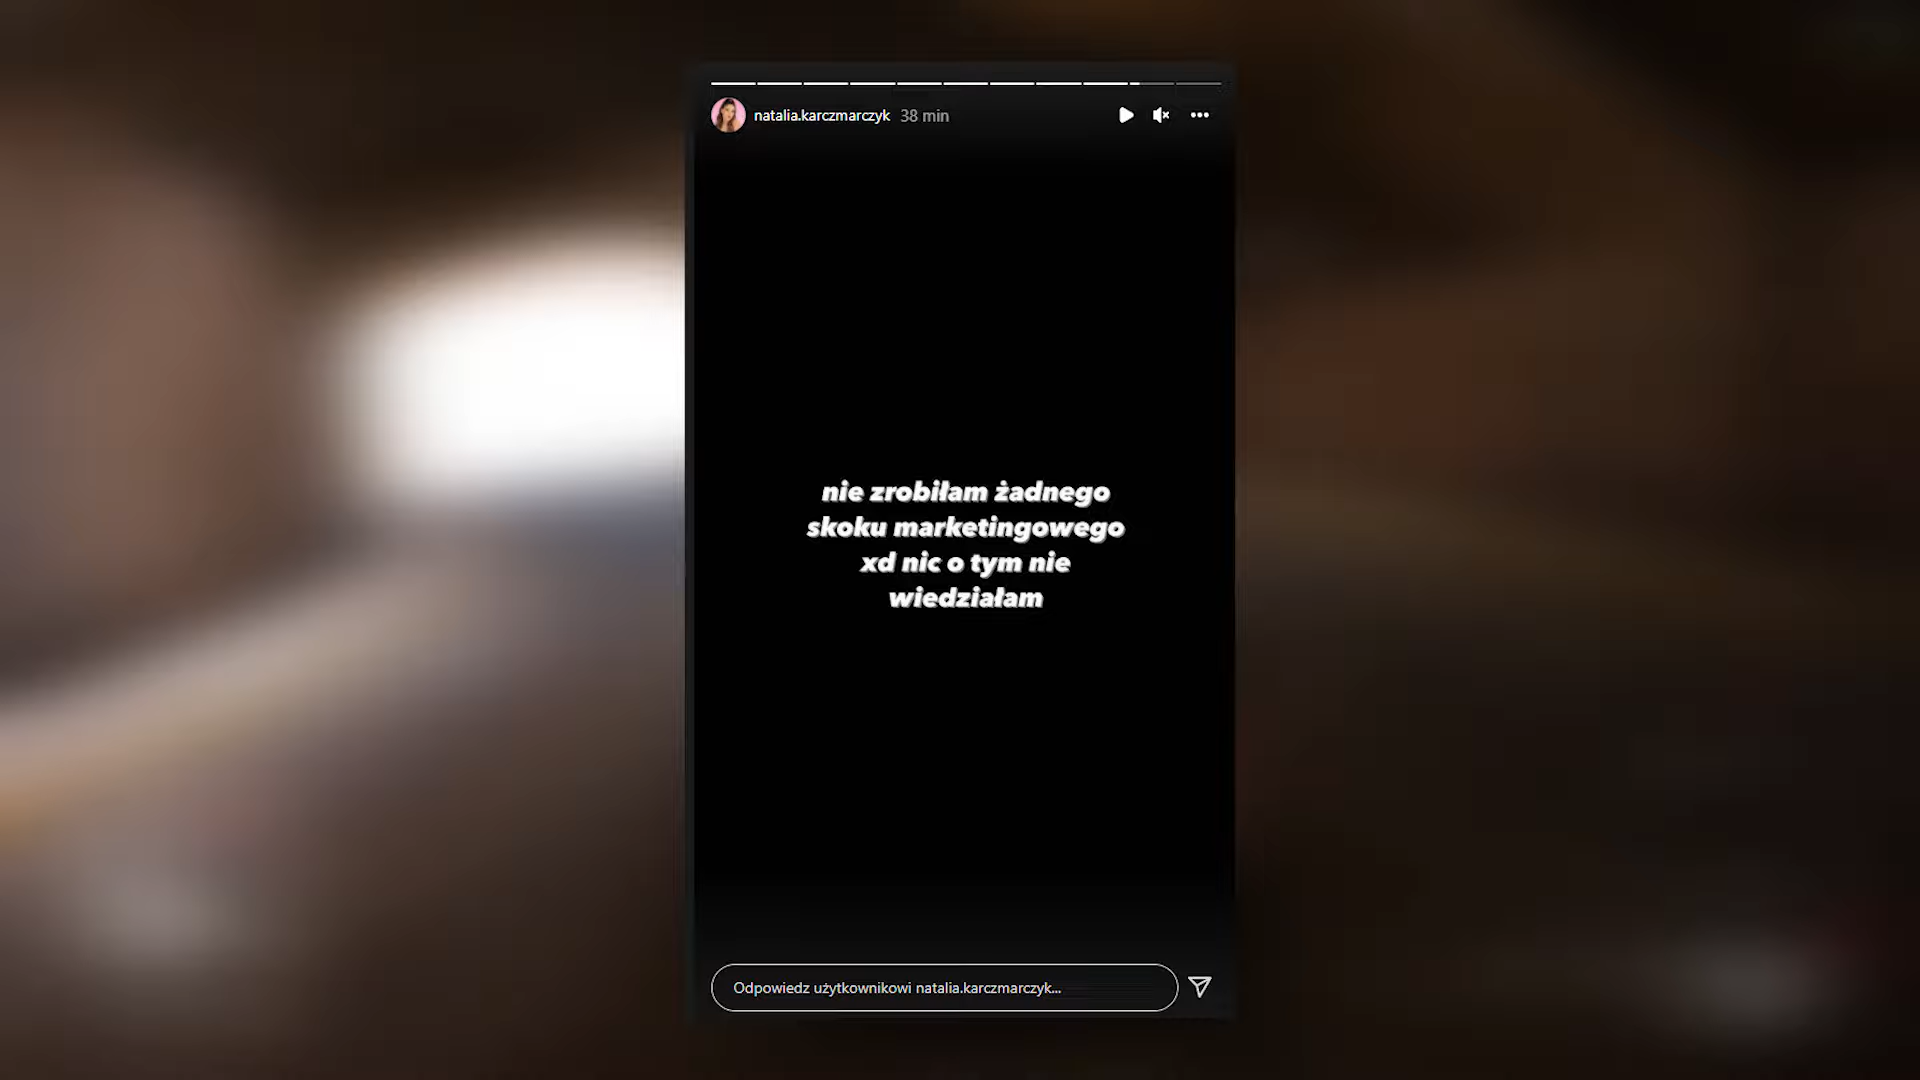 natalia.karczmarczyk 38 min
nie zrobiłam żadnego
skoku marketingowego
xd nic o tym nie
wiedziałam
Odpowiedz użytkownikowi natalia.karczmarczyk...